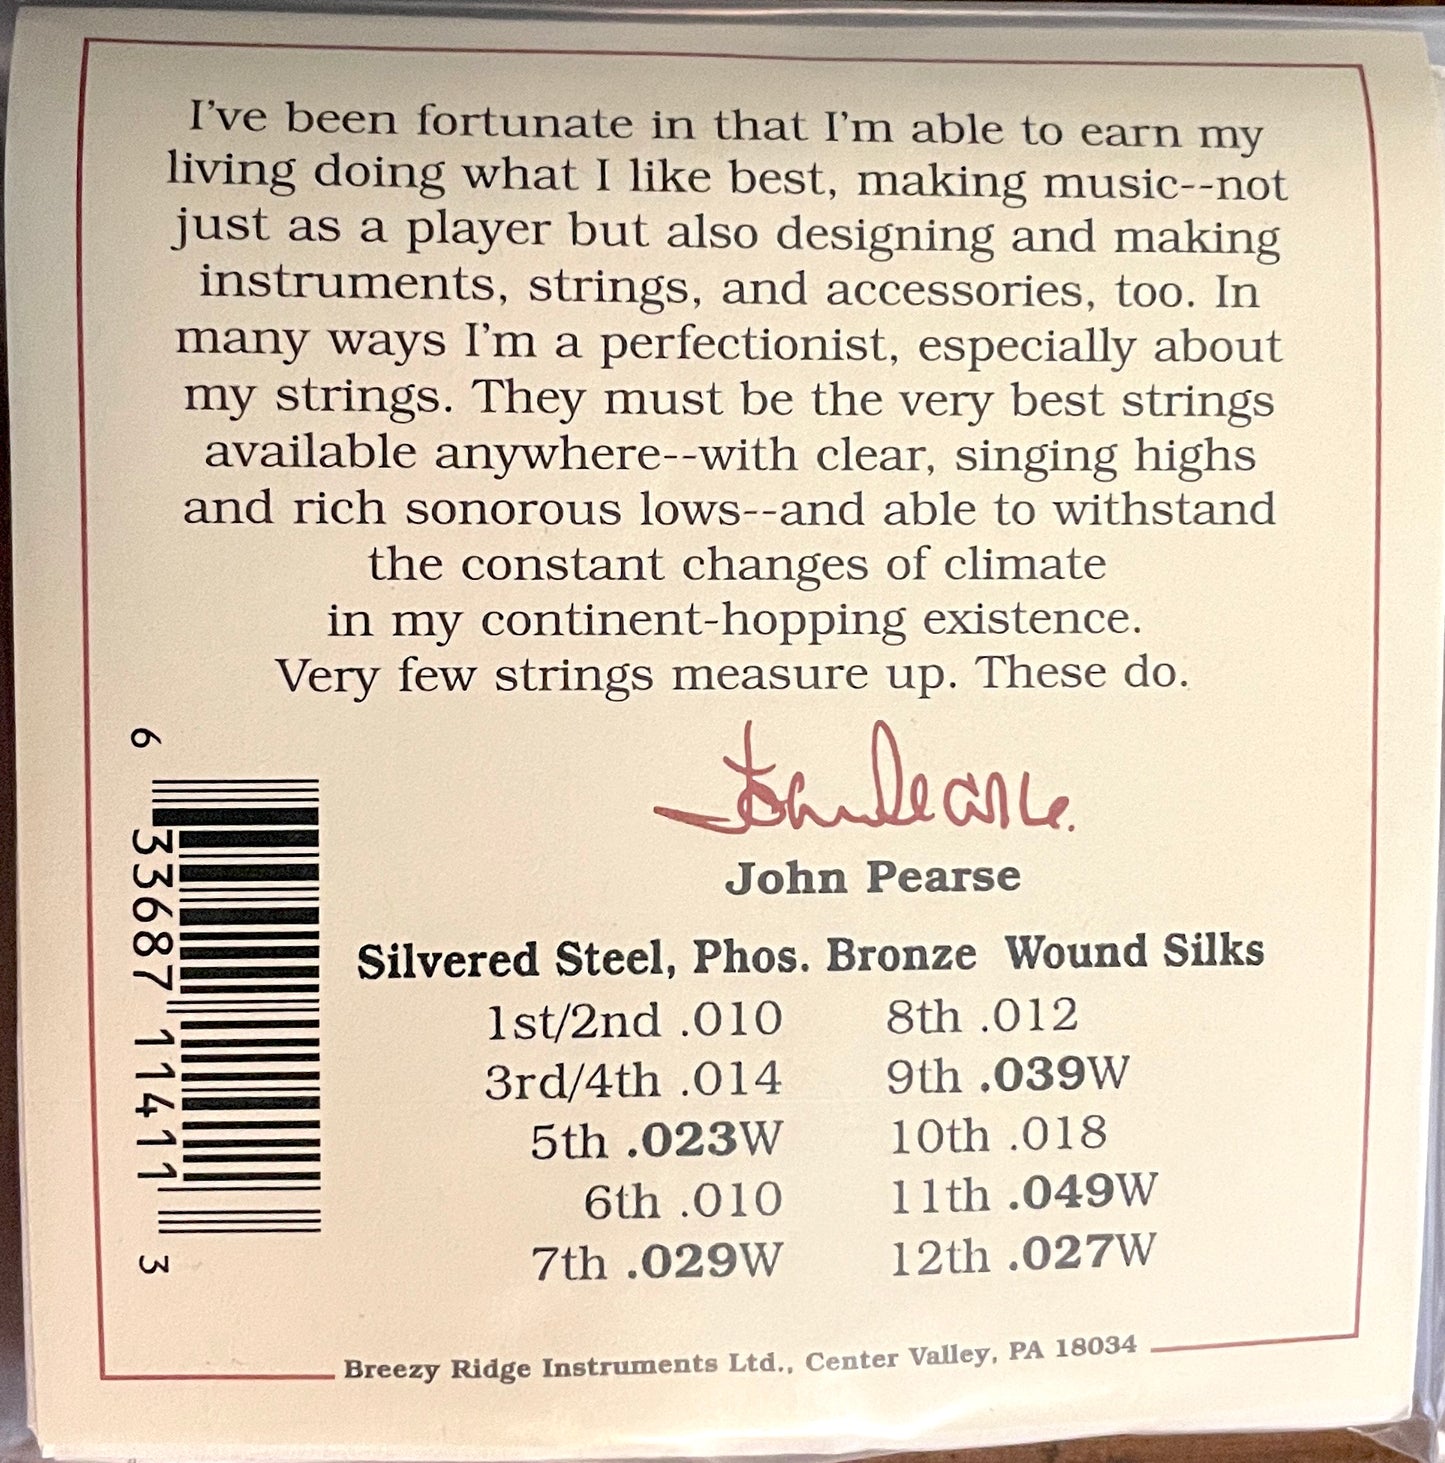 I've been fortunate in that I'm able to earn my
living doing what I like best, making music--not
just as a player but also designing and making
instruments, strings, and accessories, too. In
many ways I'm a perfectionist, especially about
my strings. They must be the very best strings
available anywhere--with clear, singing highs
and rich sonorous lows--and able to withstand
the constant changes of climate
in my continent-hopping existence.
Very few strings measure up. These do.
John Pearse.
John Pearse
6 33687 11411 3
Silvered Steel, Phos. Bronze Wound Silks
1st/2nd .010 8th .012
3rd/4th .014 9th .039W
5th .023W 10th .018
6th .010 11th .049W
7th .029W 12th .027W
Breezy Ridge Instruments Ltd., Center Valley, PA 18034